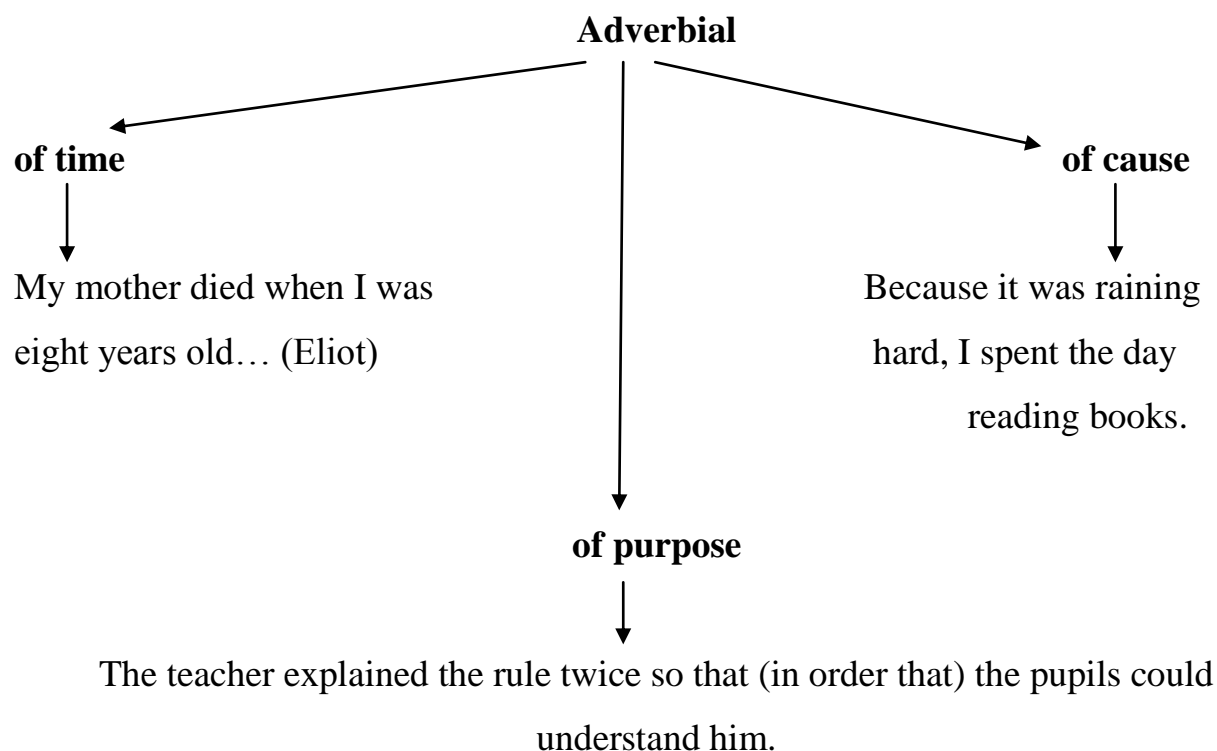 Adverbial
of time
of cause
My mother died when I was
eight years old… (Eliot)
Because it was raining
hard, I spent the day
reading books.
of purpose
The teacher explained the rule twice so that (in order that) the pupils could
understand him.